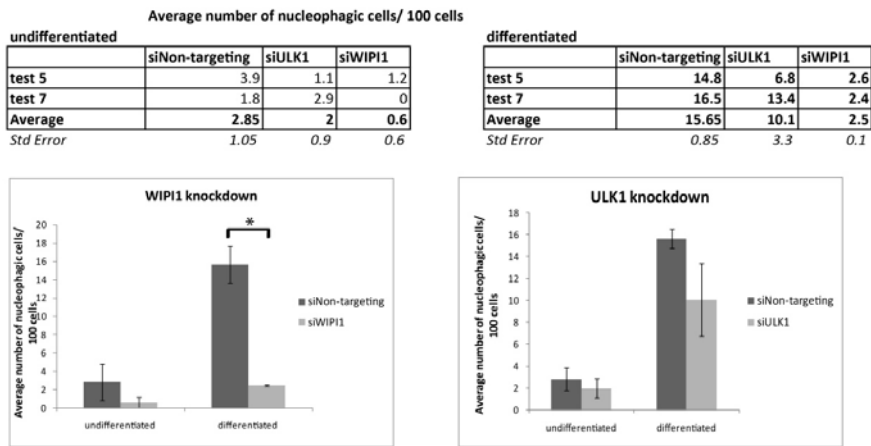 Average number of nucleophagic cells/ 100 cells
undifferentiated
siNon-targeting siULK1 siWIPI1
test 5 3.9 1.1 1.2
test 7 1.8 2.9 0
Average 2.85 2 0.6
Std Error 1.05 0.9 0.6
differentiated
siNon-targeting siULK1 siWIPI1
test 5 14.8 6.8 2.6
test 7 16.5 13.4 2.4
Average 15.65 10.1 2.5
Std Error 0.85 3.3 0.1
WIPI1 knockdown
Average number of nucleophagic cells/
100 cells
20
18
16
14
12
10
8
6
4
2
0
*
undifferentiated differentiated
siNon-targeting
siWIPI1
ULK1 knockdown
Average number of nucleophagic cells/
100 cells
18
16
14
12
10
8
6
4
2
0
undifferentiated differentiated
siNon-targeting
siULK1